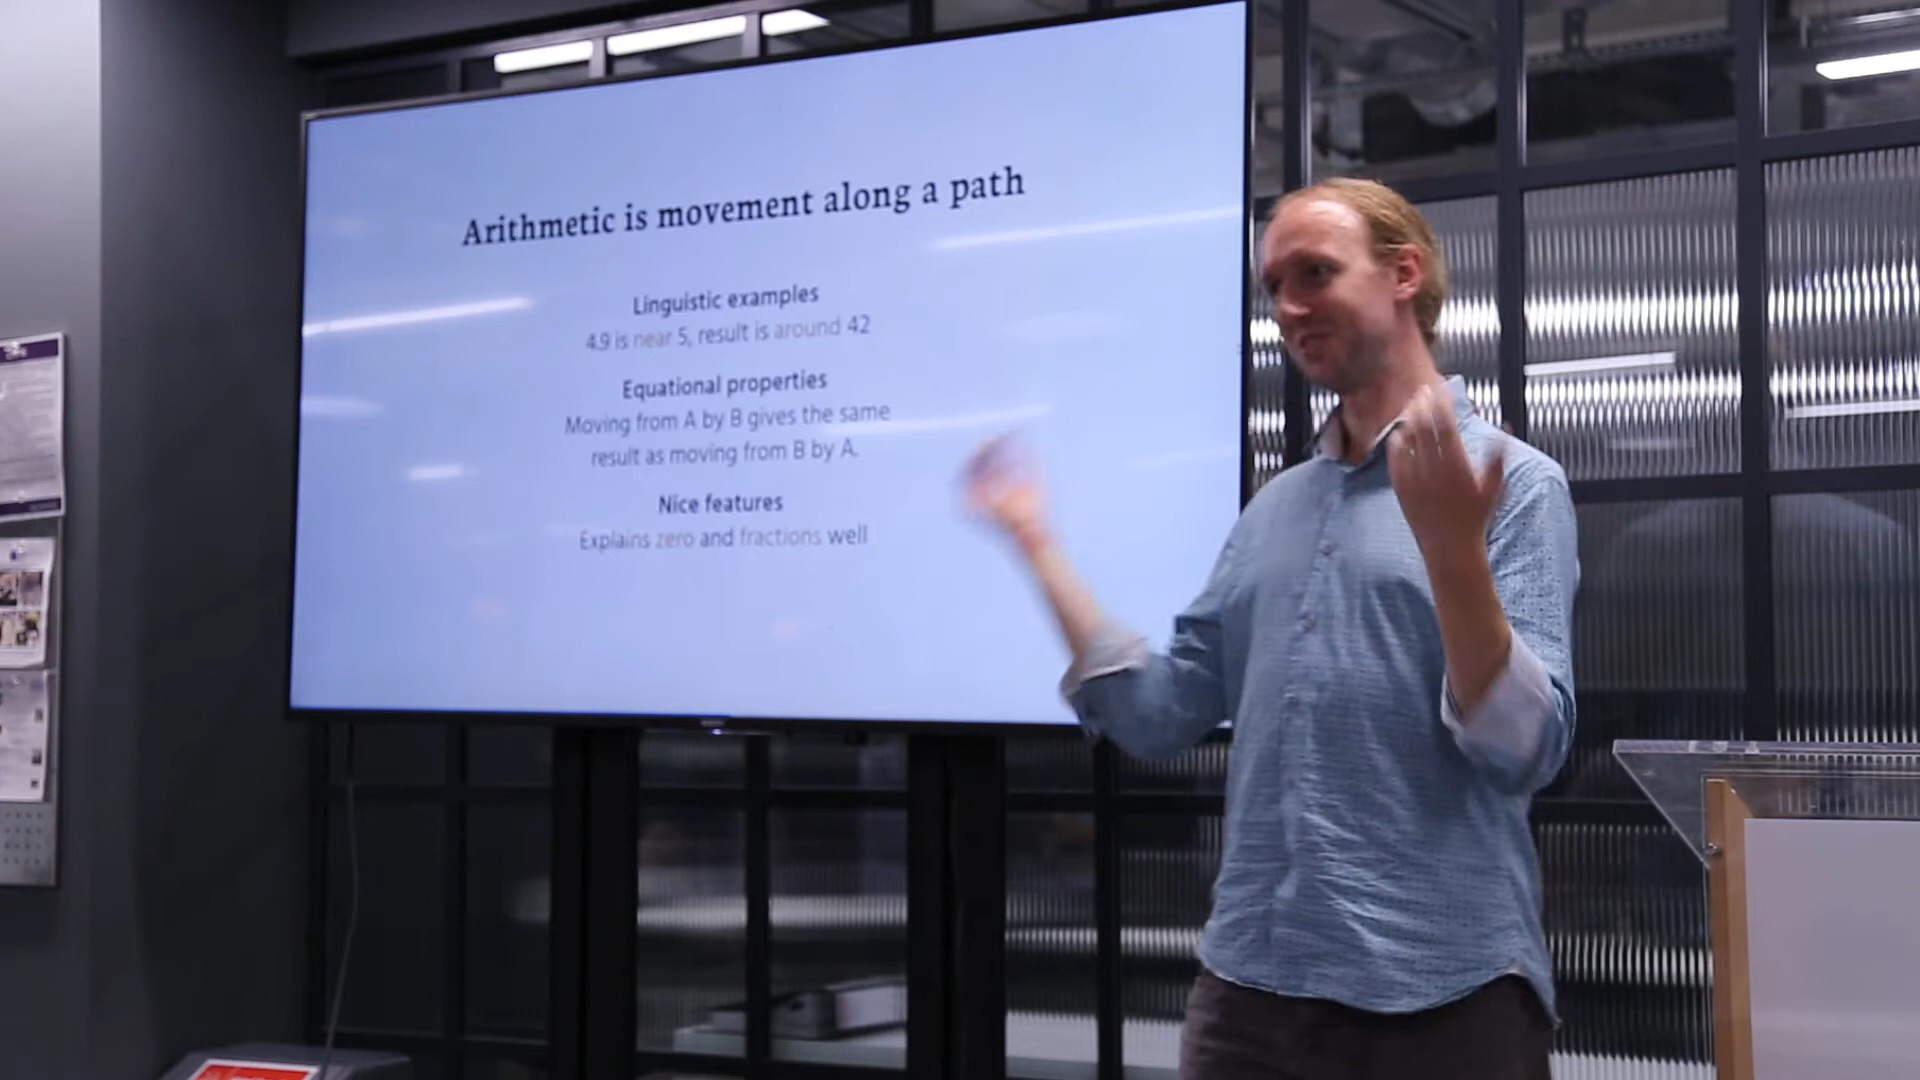 Arithmetic is movement along a path
Linguistic examples
4.9 is near 5, result is around 42
Equational properties
Moving from A by B gives the same
result as moving from B by A.
Nice features
Explains zero and fractions well